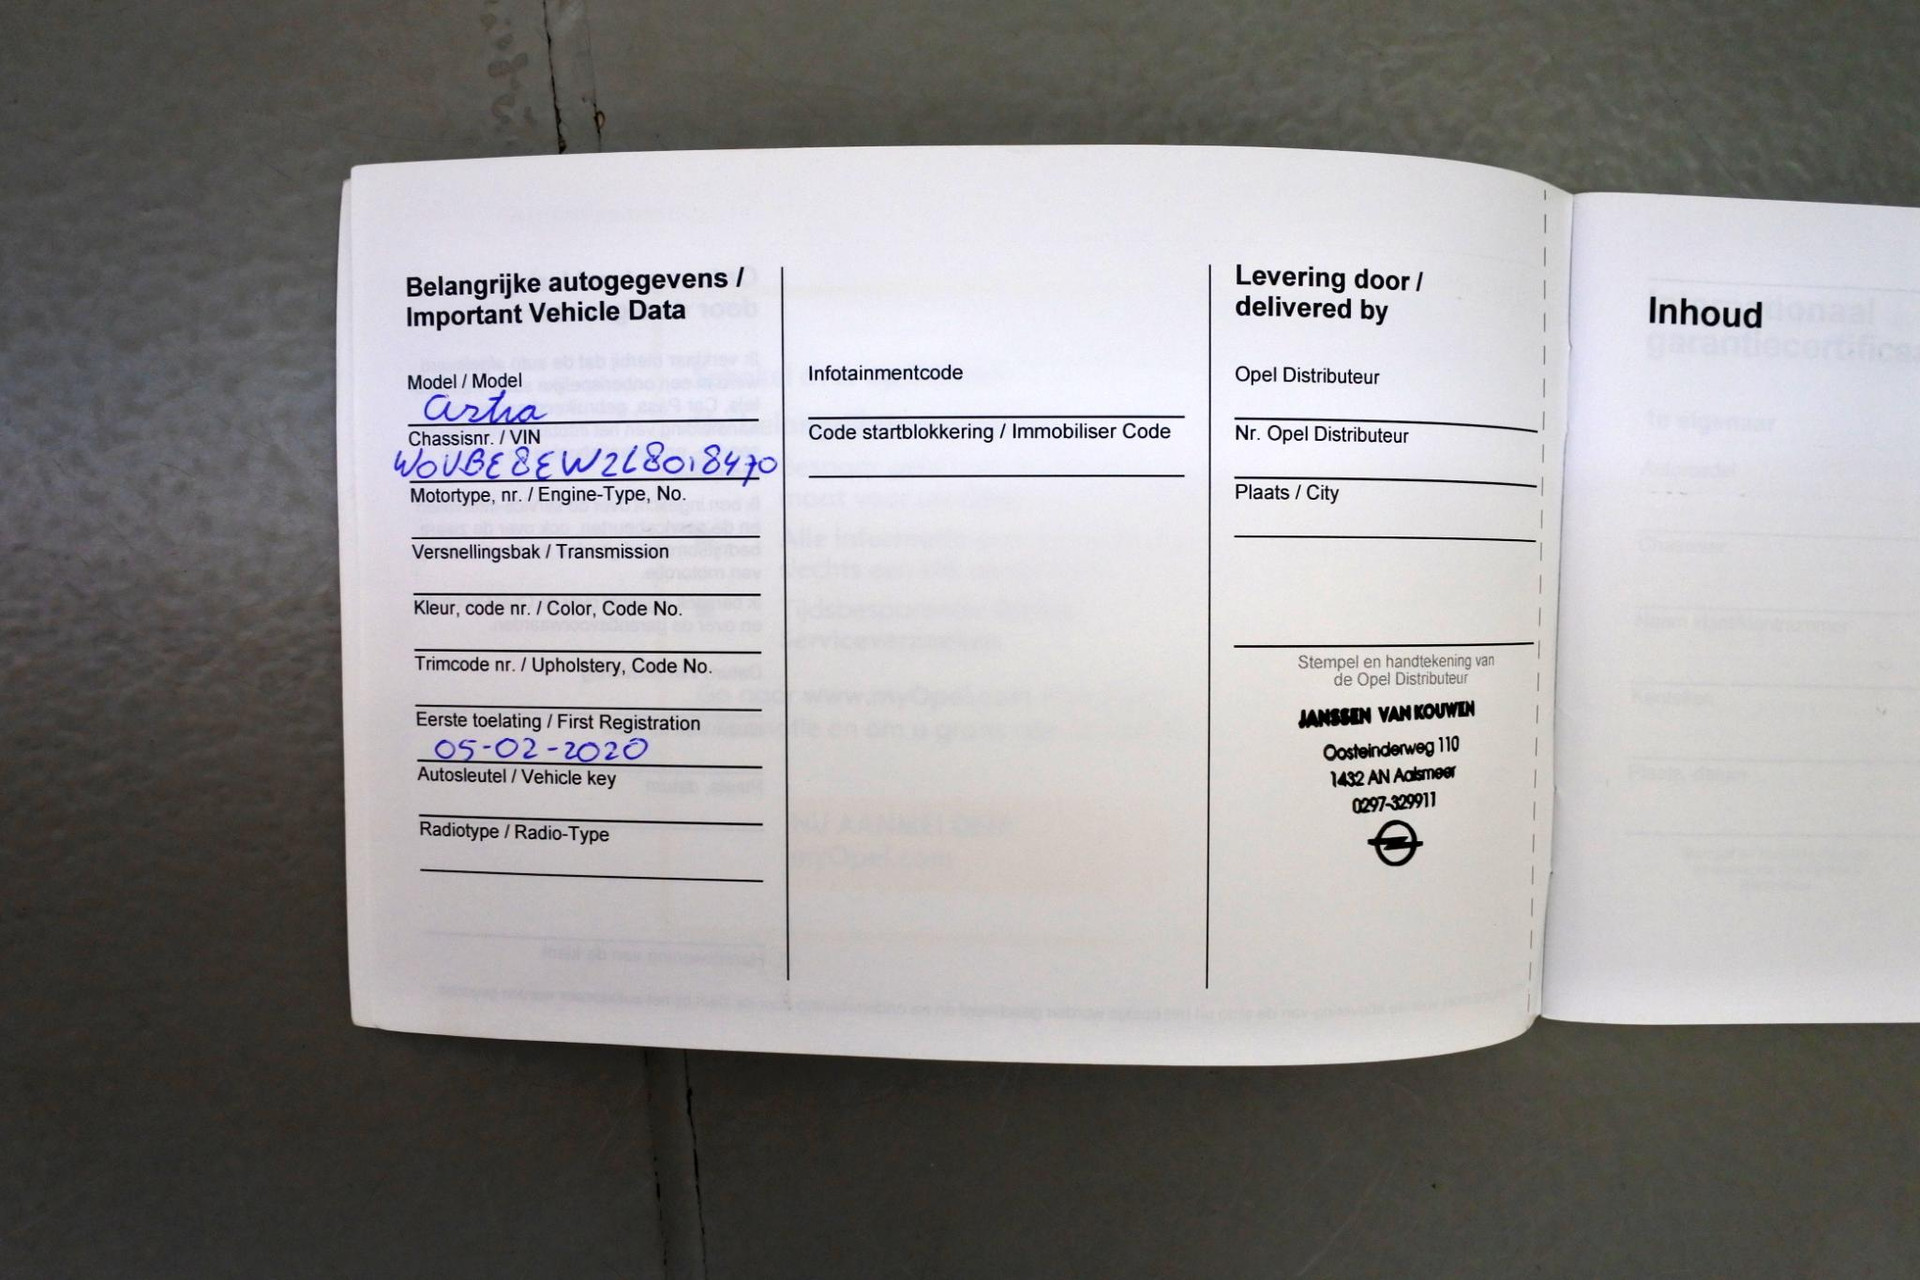 Belangrijke autogegevens /
Important Vehicle Data
Model / Model
astra
Chassisnr. / VIN
W0VBE8EW2L8018470
Motortype, nr. / Engine-Type, No.
Versnellingsbak / Transmission
Kleur, code nr. / Color, Code No.
Trimcode nr. / Upholstery, Code No.
Eerste toelating / First Registration
05-02-2020
Autosleutel / Vehicle key
Radiotype / Radio-Type
Infotainmentcode
Code startblokkering / Immobiliser Code
Levering door /
delivered by
Opel Distributeur
Nr. Opel Distributeur
Plaats / City
Stempel en handtekening van
de Opel Distributeur
JANSSEN VAN KOUWEN
Oosteinderweg 110
1432 AN Aalsmeer
0297-329911
Inhoud